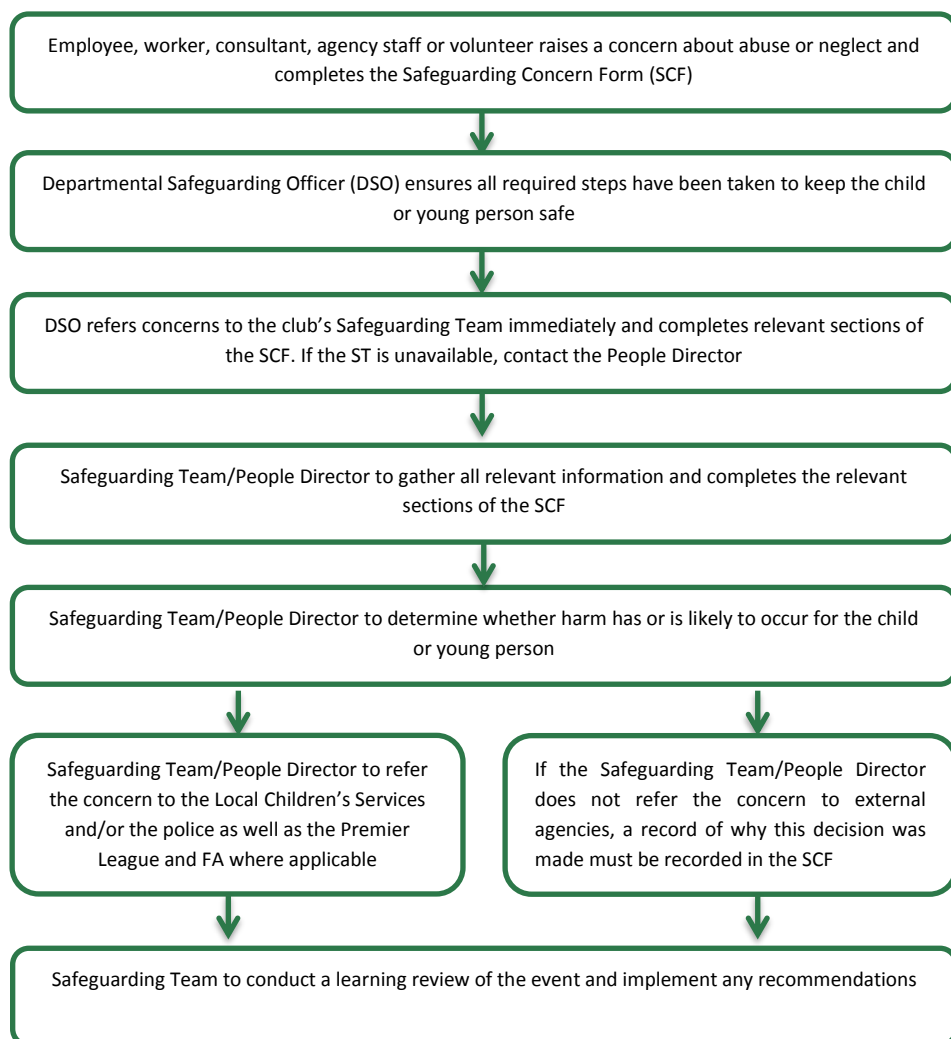 Employee, worker, consultant, agency staff or volunteer raises a concern about abuse or neglect and
completes the Safeguarding Concern Form (SCF)
Departmental Safeguarding Officer (DSO) ensures all required steps have been taken to keep the child
or young person safe
DSO refers concerns to the club’s Safeguarding Team immediately and completes relevant sections of
the SCF. If the ST is unavailable, contact the People Director
Safeguarding Team/People Director to gather all relevant information and completes the relevant
sections of the SCF
Safeguarding Team/People Director to determine whether harm has or is likely to occur for the child
or young person
Safeguarding Team/People Director to refer
the concern to the Local Children’s Services
and/or the police as well as the Premier
League and FA where applicable
If the Safeguarding Team/People Director
does not refer the concern to external
agencies, a record of why this decision was
made must be recorded in the SCF
Safeguarding Team to conduct a learning review of the event and implement any recommendations